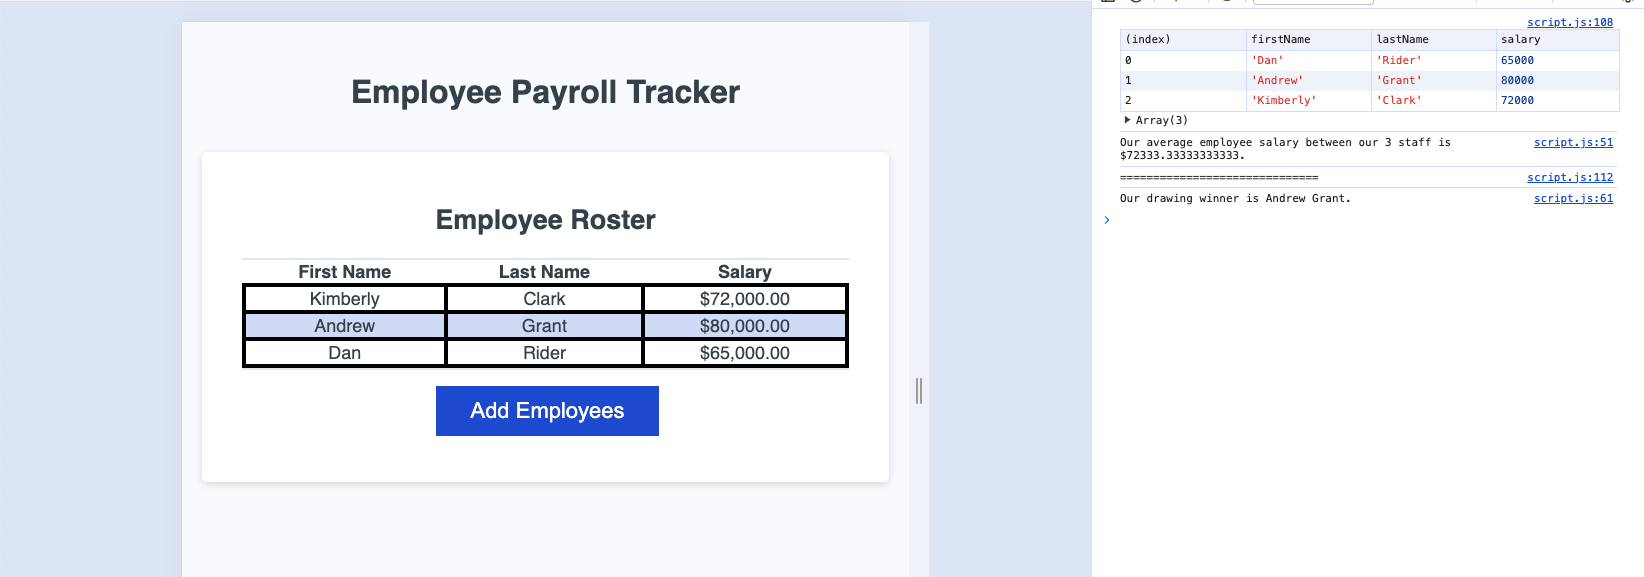 Employee Payroll Tracker
Employee Roster
First Name Last Name Salary
Kimberly Clark $72,000.00
Andrew Grant $80,000.00
Dan Rider $65,000.00
Add Employees
script.js:108
(index) firstName lastName salary
0 'Dan' 'Rider' 65000
1 'Andrew' 'Grant' 80000
2 'Kimberly' 'Clark' 72000
▶ Array(3)
Our average employee salary between our 3 staff is script.js:51
$72333.33333333333.
============================== script.js:112
Our drawing winner is Andrew Grant. script.js:61
>